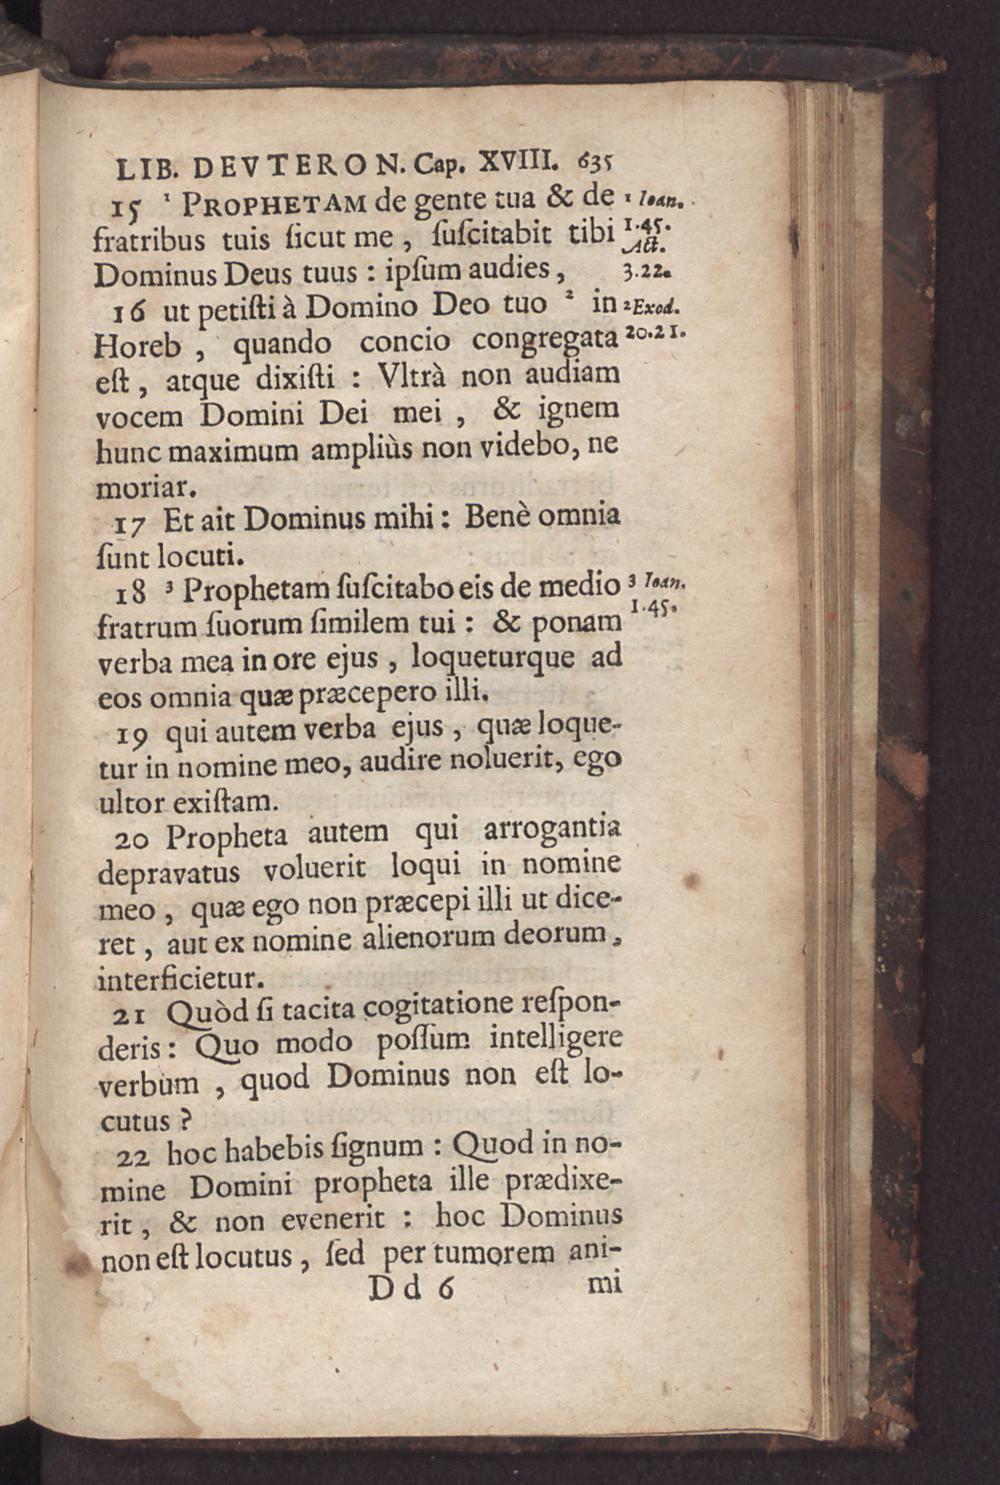 LIB. DEVTERON. Cap. XVIII. 635
15 ¹ PROPHETAM de gente tua & de
fratribus tuis ſicut me , ſuſcitabit tibi
Dominus Deus tuus : ipſum audies ,
16 ut petiſti à Domino Deo tuo ² in
Horeb , quando concio congregata
eſt , atque dixiſti : Vltrà non audiam
vocem Domini Dei mei , & ignem
hunc maximum ampliùs non videbo, ne
moriar.
17 Et ait Dominus mihi : Benè omnia
ſunt locuti.
18 ³ Prophetam ſuſcitabo eis de medio
fratrum ſuorum ſimilem tui : & ponam
verba mea in ore ejus , loqueturque ad
eos omnia quæ præcepero illi.
19 qui autem verba ejus , quæ loque-
tur in nomine meo, audire noluerit, ego
ultor exiſtam.
20 Propheta autem qui arrogantia
depravatus voluerit loqui in nomine
meo , quæ ego non præcepi illi ut dice-
ret , aut ex nomine alienorum deorum ,
interficietur.
21 Quòd ſi tacita cogitatione reſpon-
deris : Quo modo poſſum intelligere
verbum , quod Dominus non eſt lo-
cutus ?
22 hoc habebis ſignum : Quod in no-
mine Domini propheta ille prædixe-
rit , & non evenerit : hoc Dominus
non eſt locutus , ſed per tumorem ani-
D d 6 mi
1 Ioan.
1.45.
Act.
3.22.
2 Exod.
20.21.
3 Ioan.
1.45.